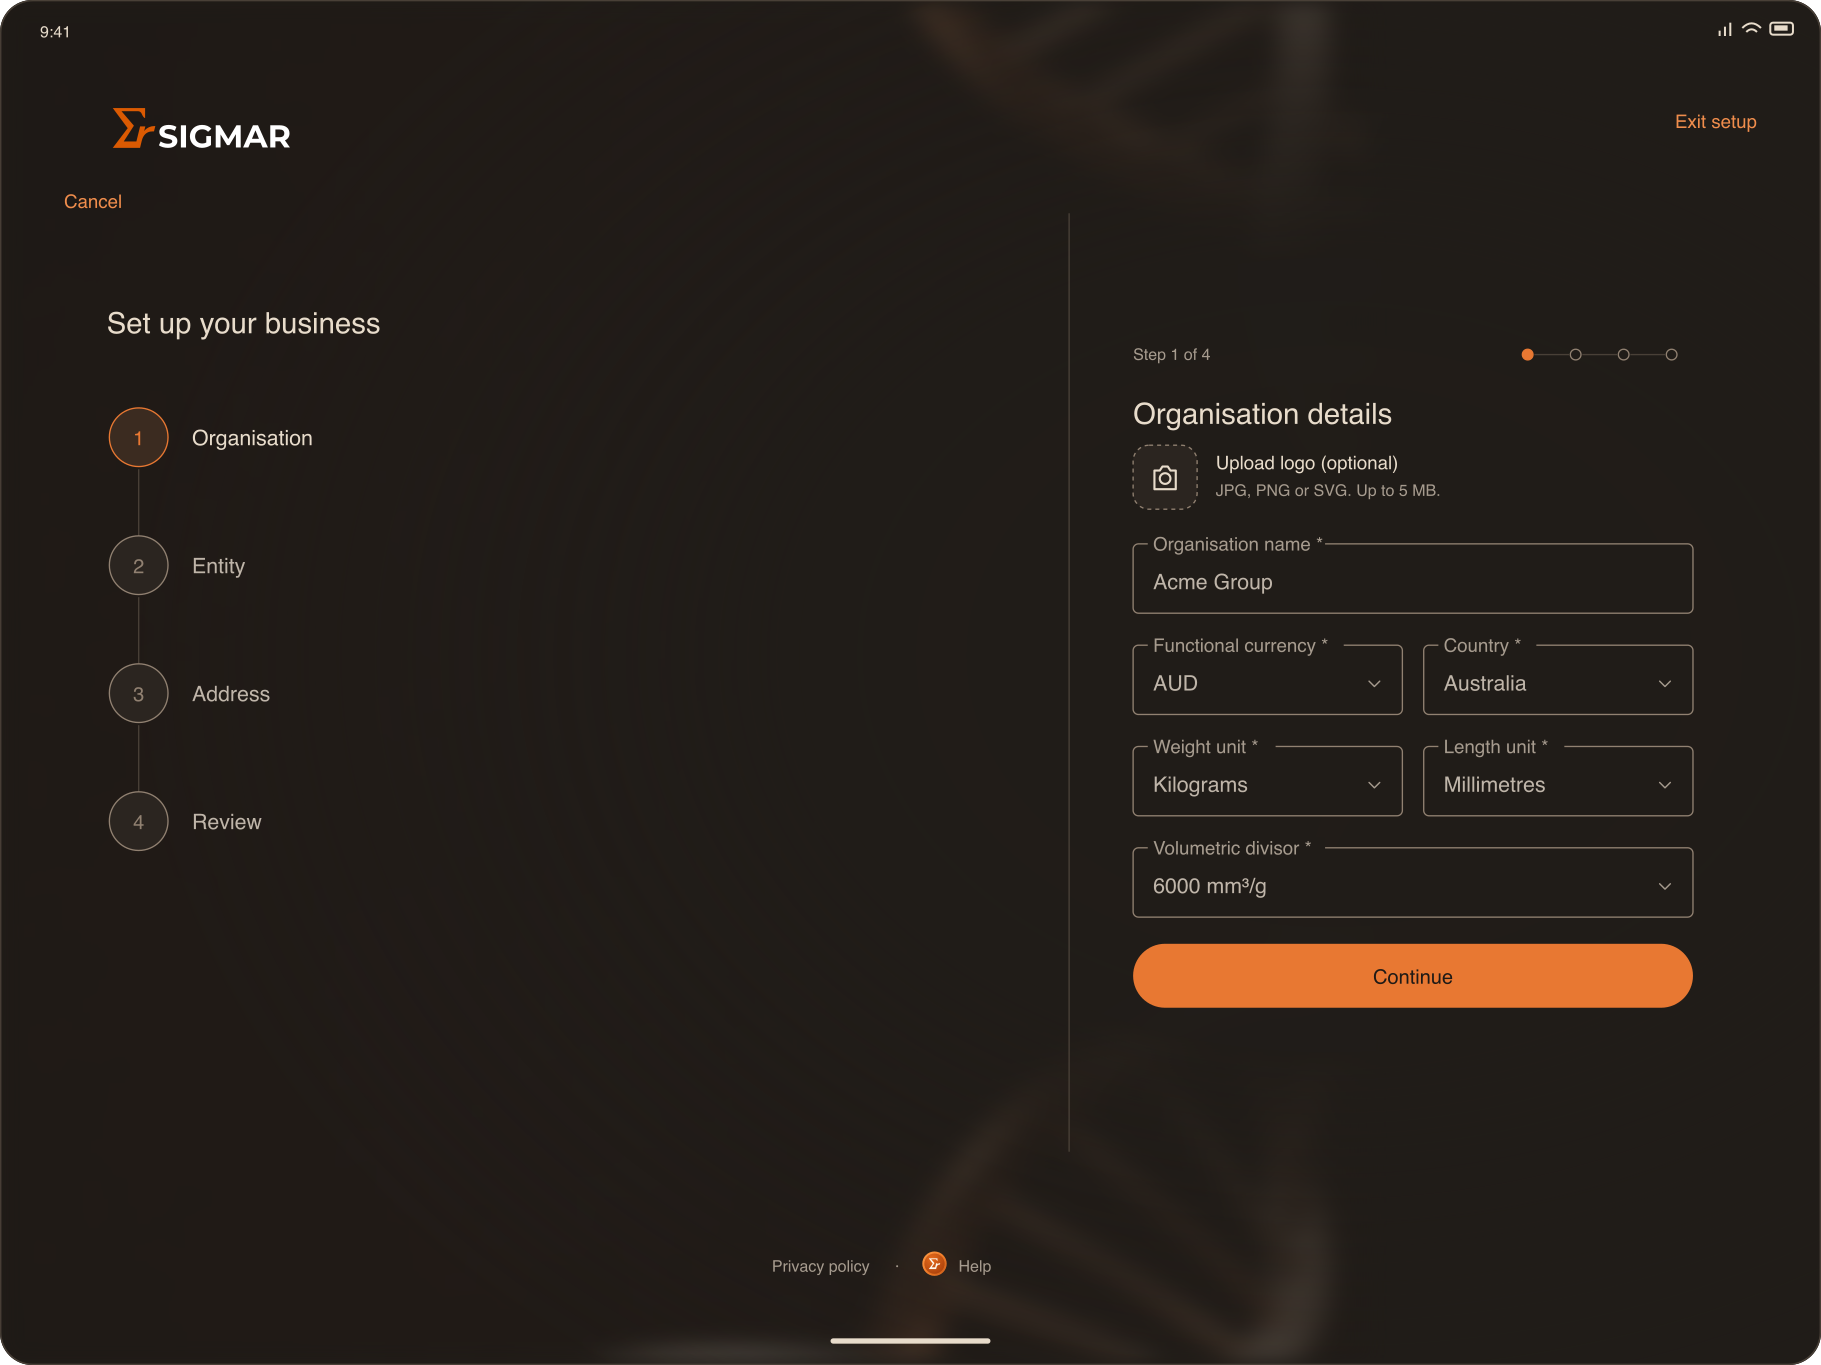 9:41
SIGMAR
Exit setup
Cancel
Set up your business
1
Organisation
2
Entity
3
Address
4
Review
Step 1 of 4
Organisation details
Upload logo (optional)
JPG, PNG or SVG. Up to 5 MB.
Organisation name *
Acme Group
Functional currency *
AUD
Country *
Australia
Weight unit *
Kilograms
Length unit *
Millimetres
Volumetric divisor *
6000 mm³/g
Continue
Privacy policy · Help